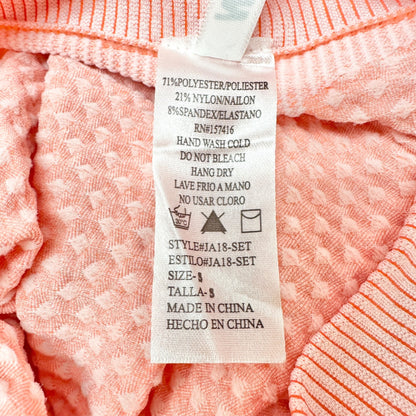 71%POLYESTER/POLIESTER
21% NYLON/NAILON
8%SPANDEX/ELASTANO
RN#157416
HAND WASH COLD
DO NOT BLEACH
HANG DRY
LAVE FRIO A MANO
NO USAR CLORO
30°C
STYLE#JA18-SET
ESTILO#JA18-SET
SIZE-S
TALLA-S
MADE IN CHINA
HECHO EN CHINA